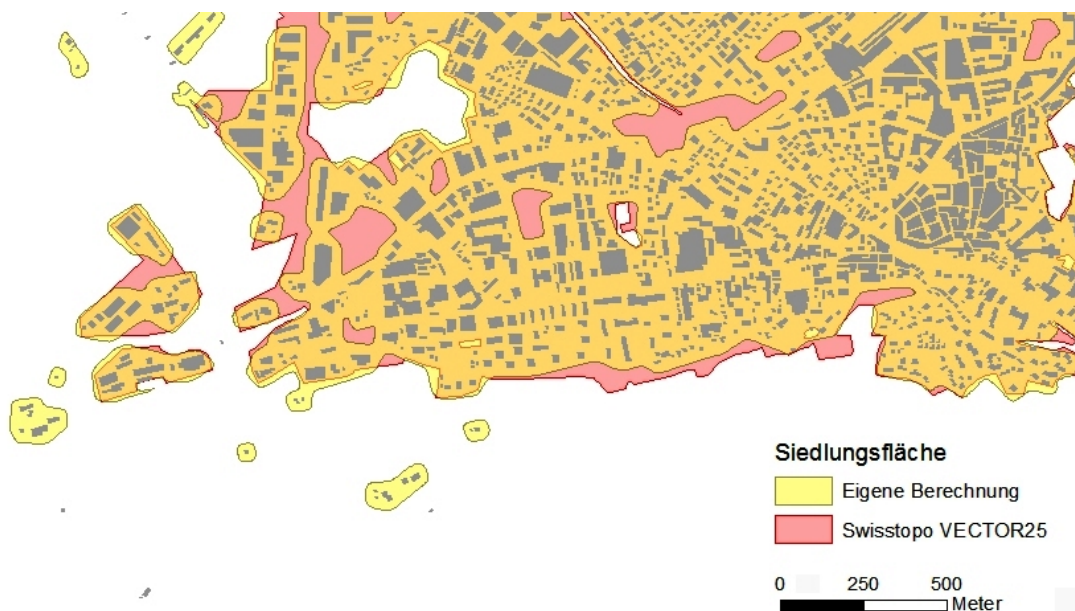 Siedlungsfläche
Eigene Berechnung
Swisstopo VECTOR25
0 250 500
Meter